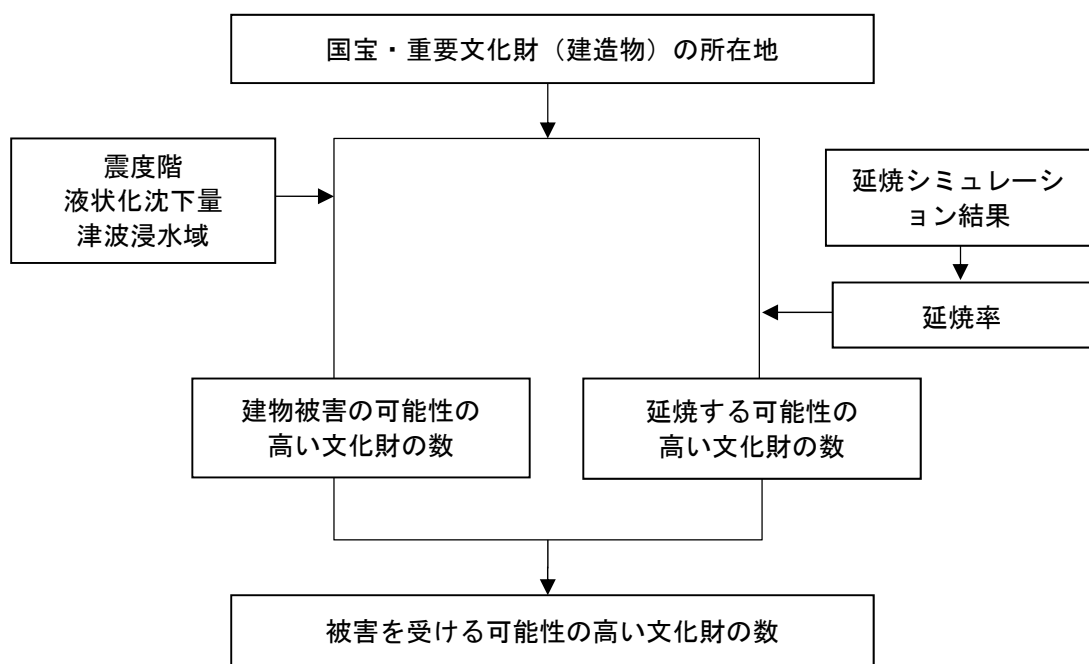 国宝・重要文化財（建造物）の所在地
震度階
液状化沈下量
津波浸水域
延焼シミュレーシ
ョン結果
延焼率
建物被害の可能性の
高い文化財の数
延焼する可能性の
高い文化財の数
被害を受ける可能性の高い文化財の数